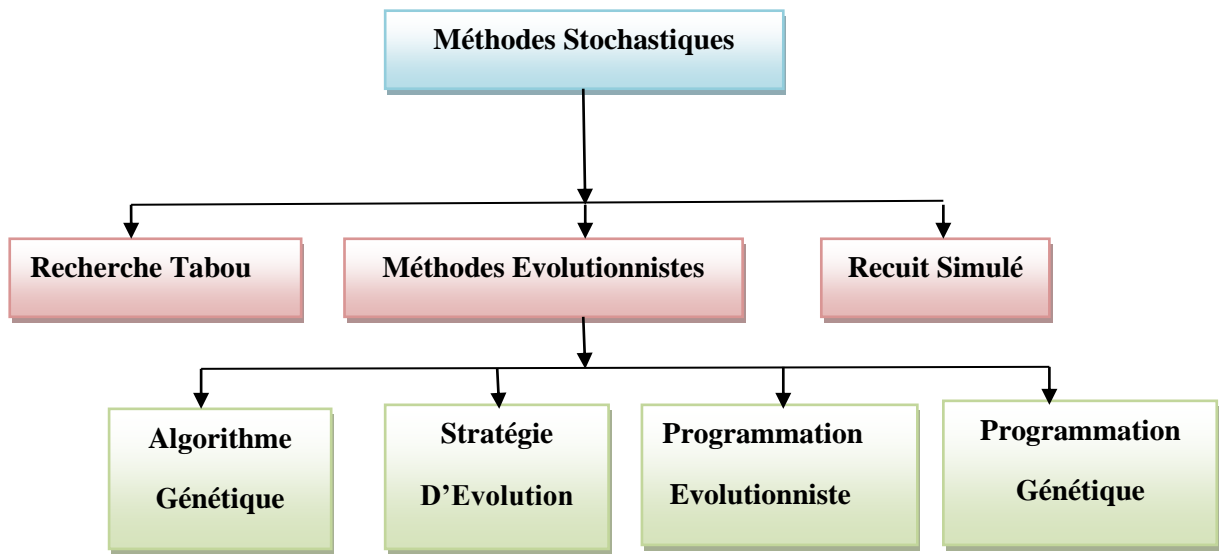 Méthodes Stochastiques
Recherche Tabou
Méthodes Evolutionnistes
Recuit Simulé
Algorithme
Génétique
Stratégie
D’Evolution
Programmation
Evolutionniste
Programmation
Génétique